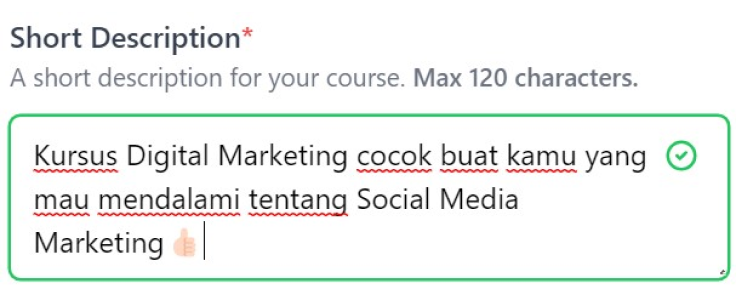 Short Description*
A short description for your course. Max 120 characters.
Kursus Digital Marketing cocok buat kamu yang
mau mendalami tentang Social Media
Marketing 👍🏻